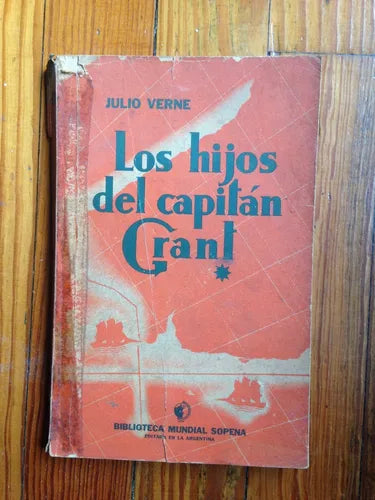 JULIO VERNE
Los hijos
del capitán
Grant
BIBLIOTECA MUNDIAL SOPENA
EDITADA EN LA ARGENTINA